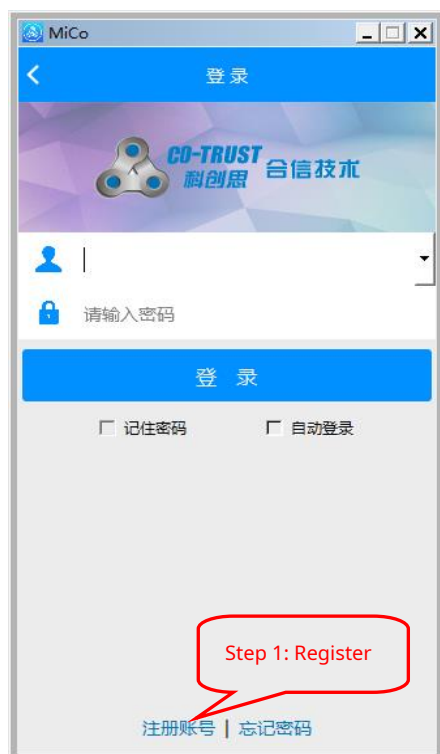 MiCo
登录
CO-TRUST
科创思 合信技术
请输入密码
登 录
记住密码 自动登录
Step 1: Register
注册账号 | 忘记密码